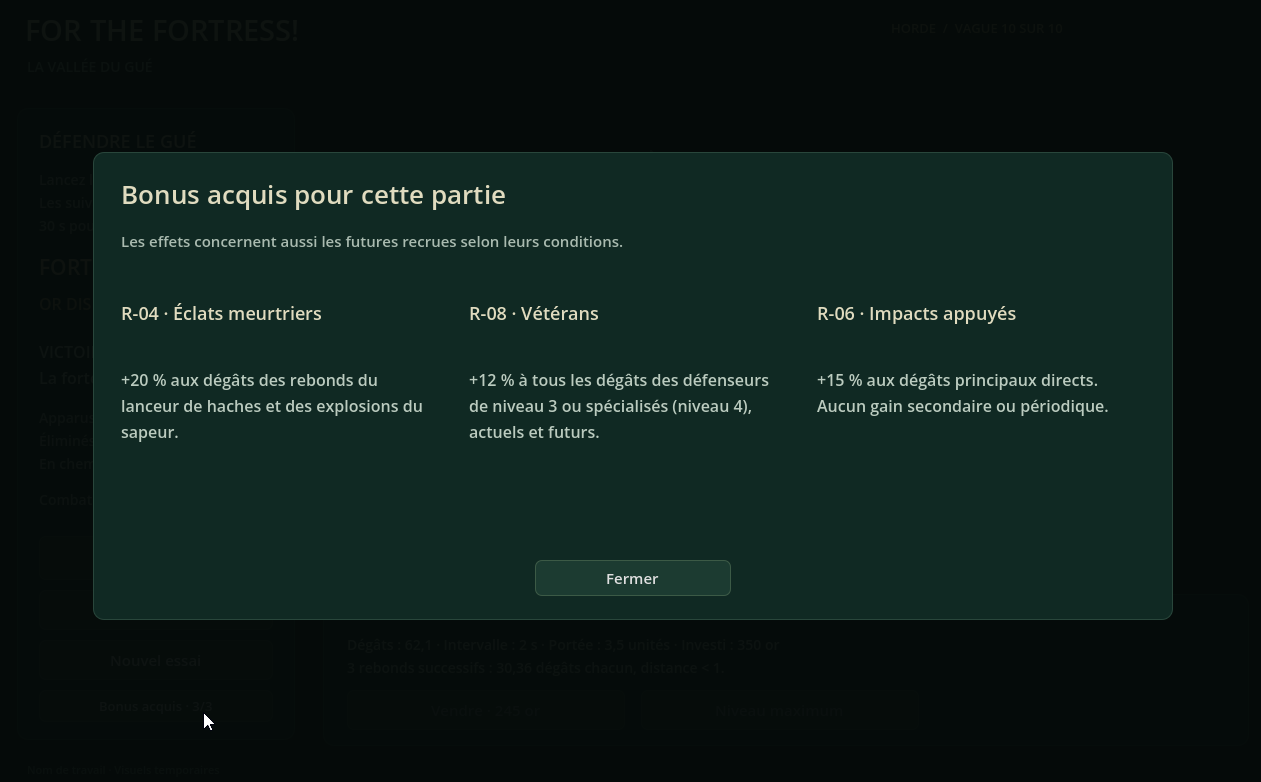 FOR THE FORTRESS!
HORDE / VAGUE 10 SUR 10
LA VALLÉE DU GUÉ
DÉFENDRE LE GUÉ
Bonus acquis pour cette partie
Les effets concernent aussi les futures recrues selon leurs conditions.
R-04 · Éclats meurtriers
+20 % aux dégâts des rebonds du
lanceur de haches et des explosions du
sapeur.
R-08 · Vétérans
+12 % à tous les dégâts des défenseurs
de niveau 3 ou spécialisés (niveau 4),
actuels et futurs.
R-06 · Impacts appuyés
+15 % aux dégâts principaux directs.
Aucun gain secondaire ou périodique.
Fermer
Dégâts : 62,1 · Intervalle : 2 s · Portée : 3,5 unités · Investi : 350 or
3 rebonds successifs : 30,38 dégâts chacun, distance < 1
Nouvel essai
Bonus acquis : 3/3
Niveau maximum